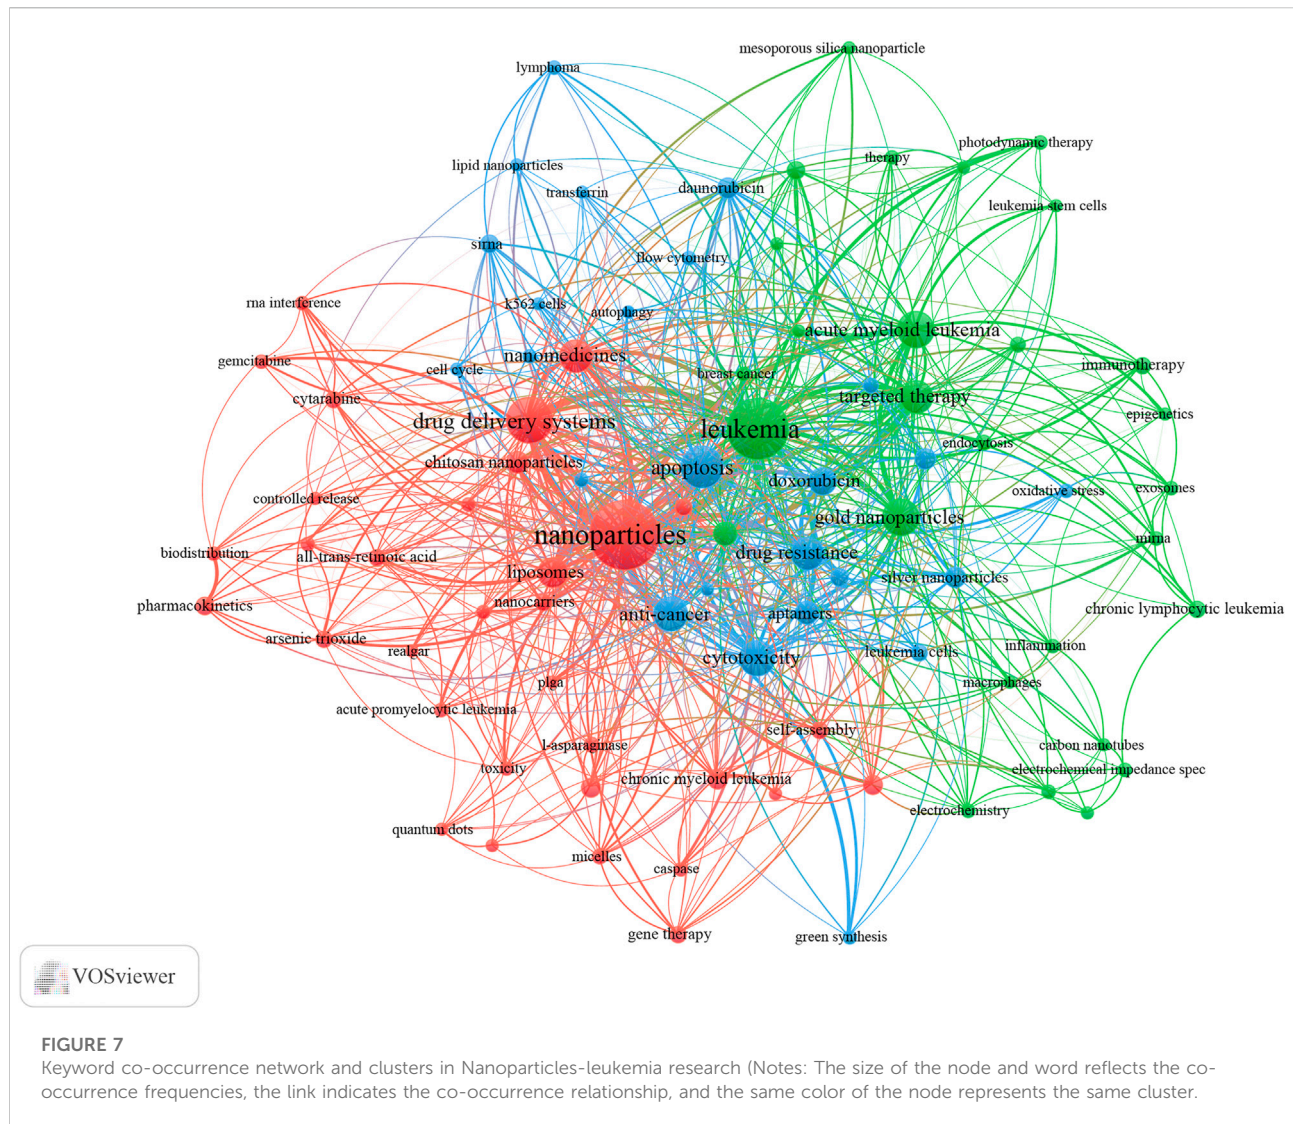 mesoporous silica nanoparticle
lymphoma
photodynamic therapy
therapy
lipid nanoparticles
transferrin
daunorubicin
leukemia stem cells
sirna
flow cytometry
rna interference
k562 cells
autophagy
acute myeloid leukemia
nanomedicines
gemcitabine
cell cycle
breast cancer
immunotherapy
cytarabine
targeted therapy
epigenetics
drug delivery systems
leukemia
endocytosis
chitosan nanoparticles
apoptosis
doxorubicin
oxidative stress
exosomes
controlled release
gold nanoparticles
nanoparticles
mirna
biodistribution
all-trans-retinoic acid
drug resistance
liposomes
silver nanoparticles
pharmacokinetics
nanocarriers
anti-cancer
aptamers
chronic lymphocytic leukemia
arsenic trioxide
realgar
cytotoxicity
leukemia cells
inflammation
plga
macrophages
acute promyelocytic leukemia
self-assembly
l-asparaginase
carbon nanotubes
toxicity
chronic myeloid leukemia
electrochemical impedance spec
electrochemistry
quantum dots
micelles
caspase
gene therapy
green synthesis
VOSviewer
FIGURE 7
Keyword co-occurrence network and clusters in Nanoparticles-leukemia research (Notes: The size of the node and word reflects the co-
occurrence frequencies, the link indicates the co-occurrence relationship, and the same color of the node represents the same cluster.